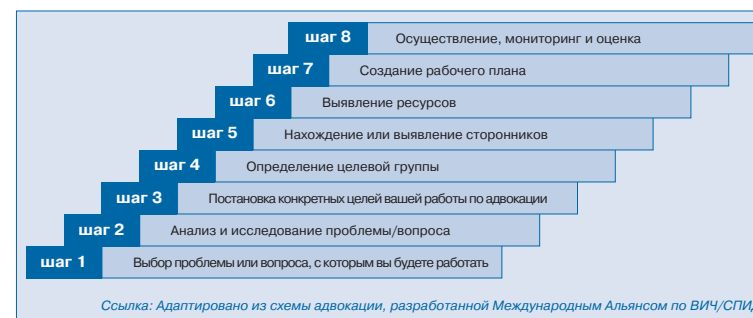 шаг 8 Осуществление, мониторинг и оценка
шаг 7 Создание рабочего плана
шаг 6 Выявление ресурсов
шаг 5 Нахождение или выявление сторонников
шаг 4 Определение целевой группы
шаг 3 Постановка конкретных целей вашей работы по адвокации
шаг 2 Анализ и исследование проблемы/вопроса
шаг 1 Выбор проблемы или вопроса, с которым вы будете работать
Ссылка: Адаптировано из схемы адвокации, разработанной Международным Альянсом по ВИЧ/СПИД